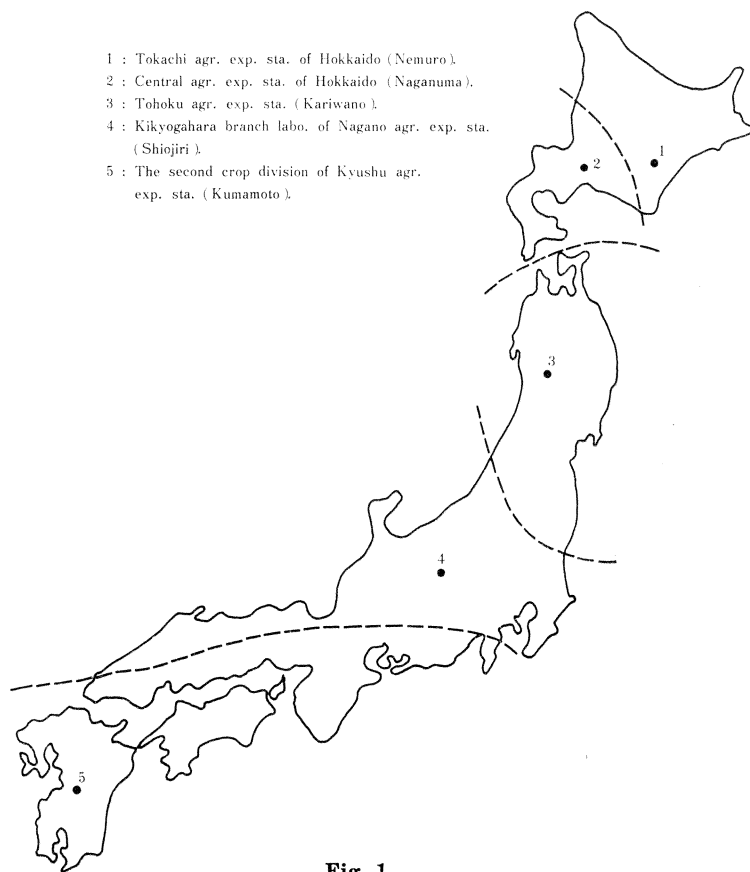 1 : Tokachi agr. exp. sta. of Hokkaido (Nemuro).
2 : Central agr. exp. sta. of Hokkaido (Naganuma).
3 : Tohoku agr. exp. sta. (Kariwano).
4 : Kikyogahara branch labo. of Nagano agr. exp. sta.
(Shiojiri).
5 : The second crop division of Kyushu agr.
exp. sta. (Kumamoto).
1
2
3
4
5
Fig. 1